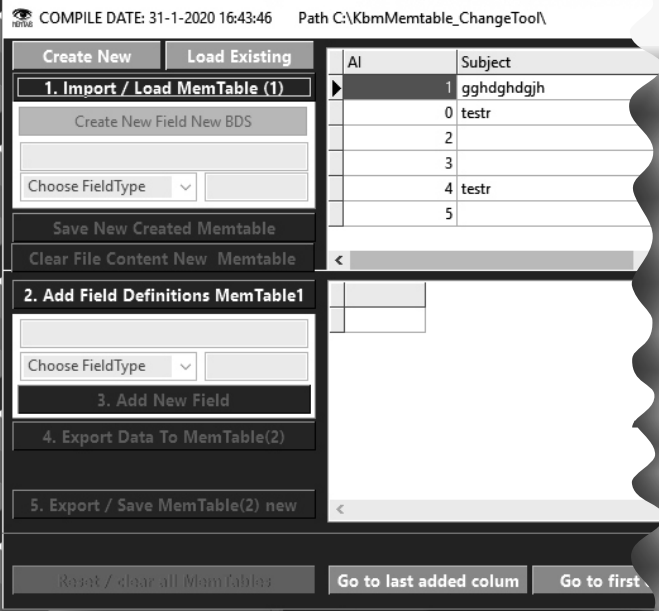 COMPILE DATE: 31-1-2020 16:43:46 Path C:\KbmMemtable_ChangeTool\
Create New Load Existing
1. Import / Load MemTable (1)
Create New Field New BDS
Choose FieldType
Save New Created Memtable
Clear File Content New Memtable
AI Subject
1 gghdghdgjh
0 testr
2
3
4 testr
5
2. Add Field Definitions MemTable1
Choose FieldType
3. Add New Field
4. Export Data To MemTable(2)
5. Export / Save MemTable(2) new
Reset / clear all MemTables
Go to last added colum Go to first